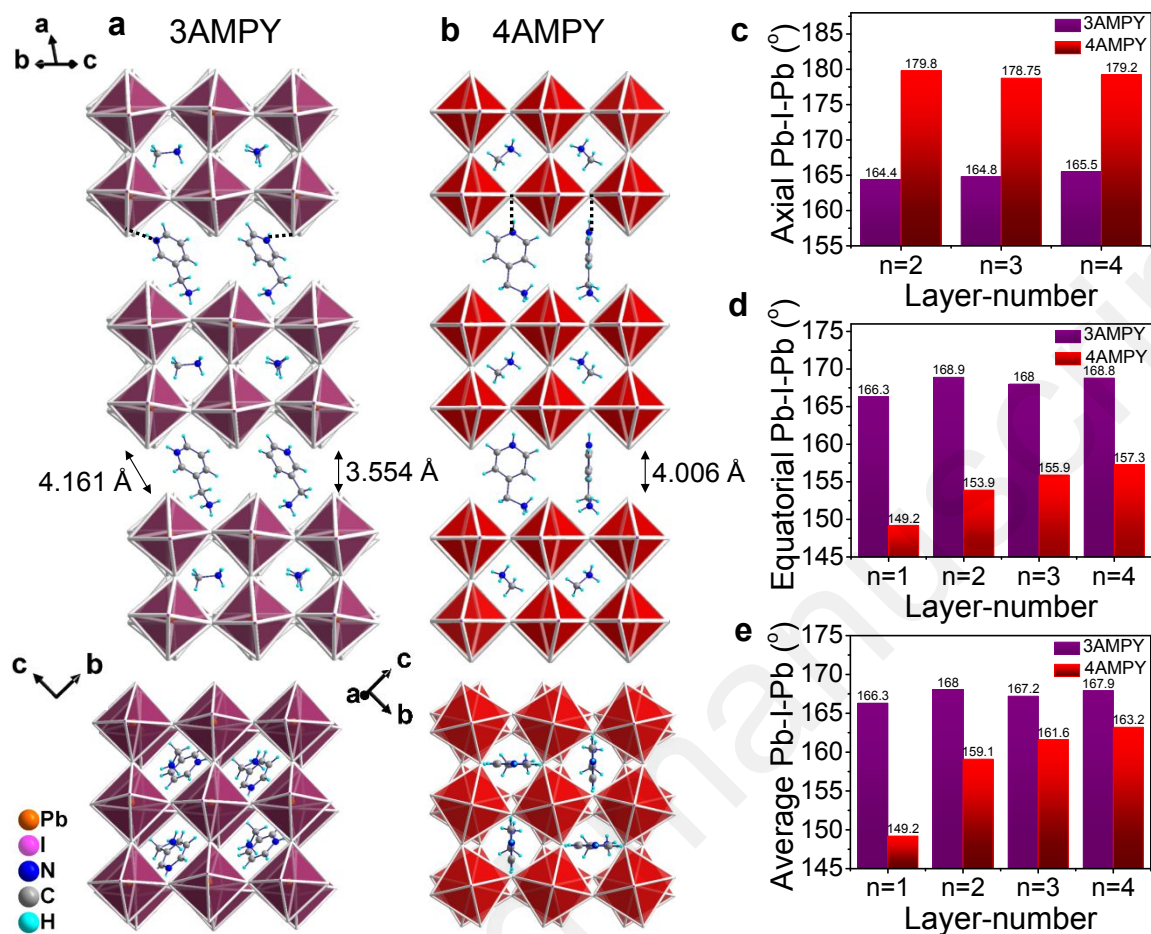 a 3AMPY
a
b c
b 4AMPY
4.161 Å
3.554 Å
4.006 Å
c b
c
a
b
Pb
I
N
C
H
c
Axial Pb-I-Pb (°)
185
180
175
170
165
160
155
3AMPY
4AMPY
164.4
179.8
164.8
178.75
165.5
179.2
n=2 n=3 n=4
Layer-number
d
Equatorial Pb-I-Pb (°)
175
170
165
160
155
150
145
3AMPY
4AMPY
166.3
149.2
168.9
153.9
168
155.9
168.8
157.3
n=1 n=2 n=3 n=4
Layer-number
e
Average Pb-I-Pb (°)
175
170
165
160
155
150
145
3AMPY
4AMPY
166.3
149.2
168
159.1
167.2
161.6
167.9
163.2
n=1 n=2 n=3 n=4
Layer-number
manuscrip